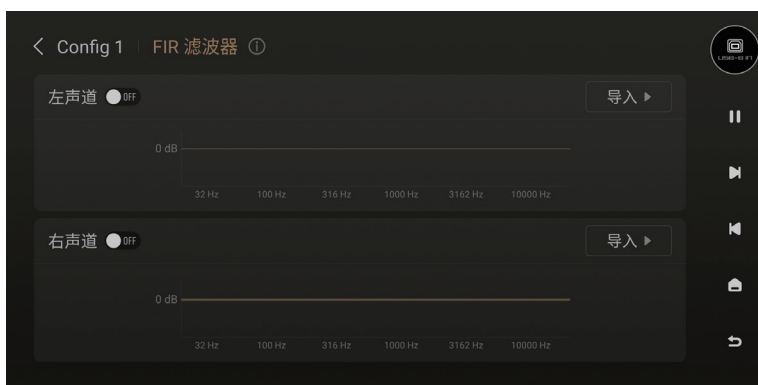 Config 1 FIR 滤波器
USB-B IN
左声道 OFF 导入
0 dB
32 Hz 100 Hz 316 Hz 1000 Hz 3162 Hz 10000 Hz
右声道 OFF 导入
0 dB
32 Hz 100 Hz 316 Hz 1000 Hz 3162 Hz 10000 Hz